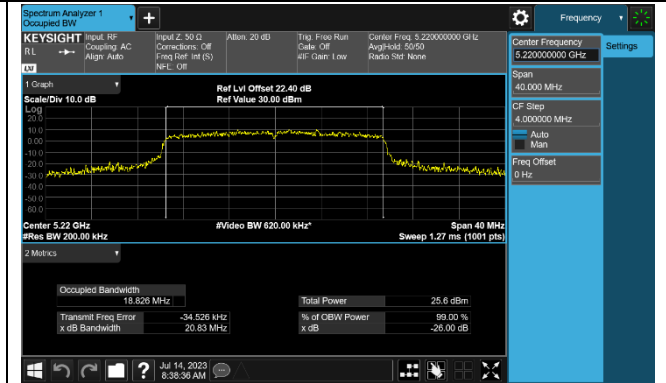 Spectrum Analyzer 1
Occupied BW
+
Frequency
KEYSIGHT
RL
LXI
Input: RF
Coupling: AC
Align: Auto
Input Z: 50 Ω
Corrections: Off
Freq Ref: Int (S)
NFE: Off
Atten: 20 dB
Trig: Free Run
Gate: Off
#IF Gain: Low
Center Freq: 5.220000000 GHz
Avg|Hold: 50/50
Radio Std: None
Center Frequency
5.220000000 GHz
Settings
Span
40.000 MHz
CF Step
4.000000 MHz
Auto
Man
Freq Offset
0 Hz
1 Graph
Scale/Div 10.0 dB
Ref Lvl Offset 22.40 dB
Ref Value 30.00 dBm
Log
20.0
10.0
0.00
-10.0
-20.0
-30.0
-40.0
-50.0
-60.0
Center 5.22 GHz
#Video BW 620.00 kHz*
Span 40 MHz
#Res BW 200.00 kHz
Sweep 1.27 ms (1001 pts)
2 Metrics
Occupied Bandwidth
18.826 MHz
Total Power
25.6 dBm
Transmit Freq Error
-34.526 kHz
% of OBW Power
99.00 %
x dB Bandwidth
20.83 MHz
x dB
-26.00 dB
?
Jul 14, 2023
8:38:36 AM